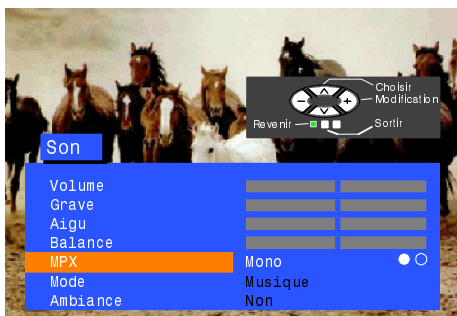 Choisir
Modification
Revenir
Sortir
Son
Volume
Grave
Aigu
Balance
MPX Mono
Mode Musique
Ambiance Non